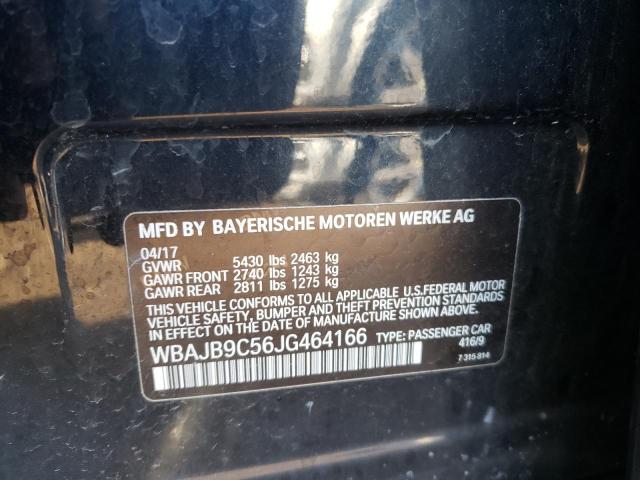 MFD BY BAYERISCHE MOTOREN WERKE AG
04/17
GVWR 5430 lbs 2463 kg
GAWR FRONT 2740 lbs 1243 kg
GAWR REAR 2811 lbs 1275 kg
THIS VEHICLE CONFORMS TO ALL APPLICABLE U.S.FEDERAL MOTOR
VEHICLE SAFETY, BUMPER AND THEFT PREVENTION STANDARDS
IN EFFECT ON THE DATE OF MANUFACTURE SHOWN ABOVE.
WBAJB9C56JG464166 TYPE: PASSENGER CAR
416/9
7 315 814